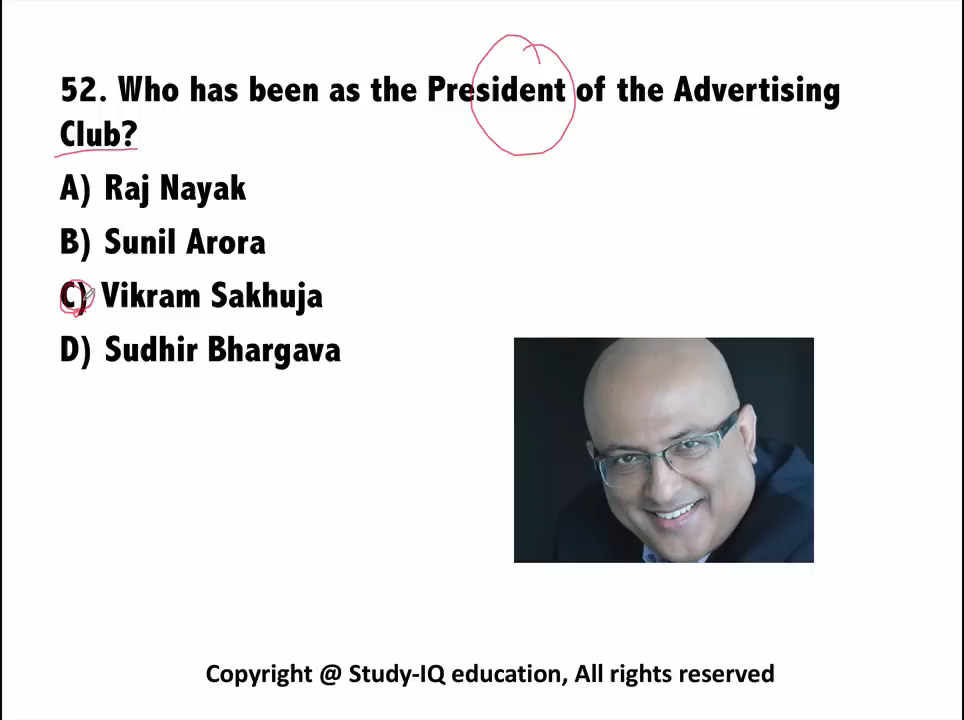 52. Who has been as the President of the Advertising
Club?
A) Raj Nayak
B) Sunil Arora
C) Vikram Sakhuja
D) Sudhir Bhargava
Copyright @ Study-IQ education, All rights reserved